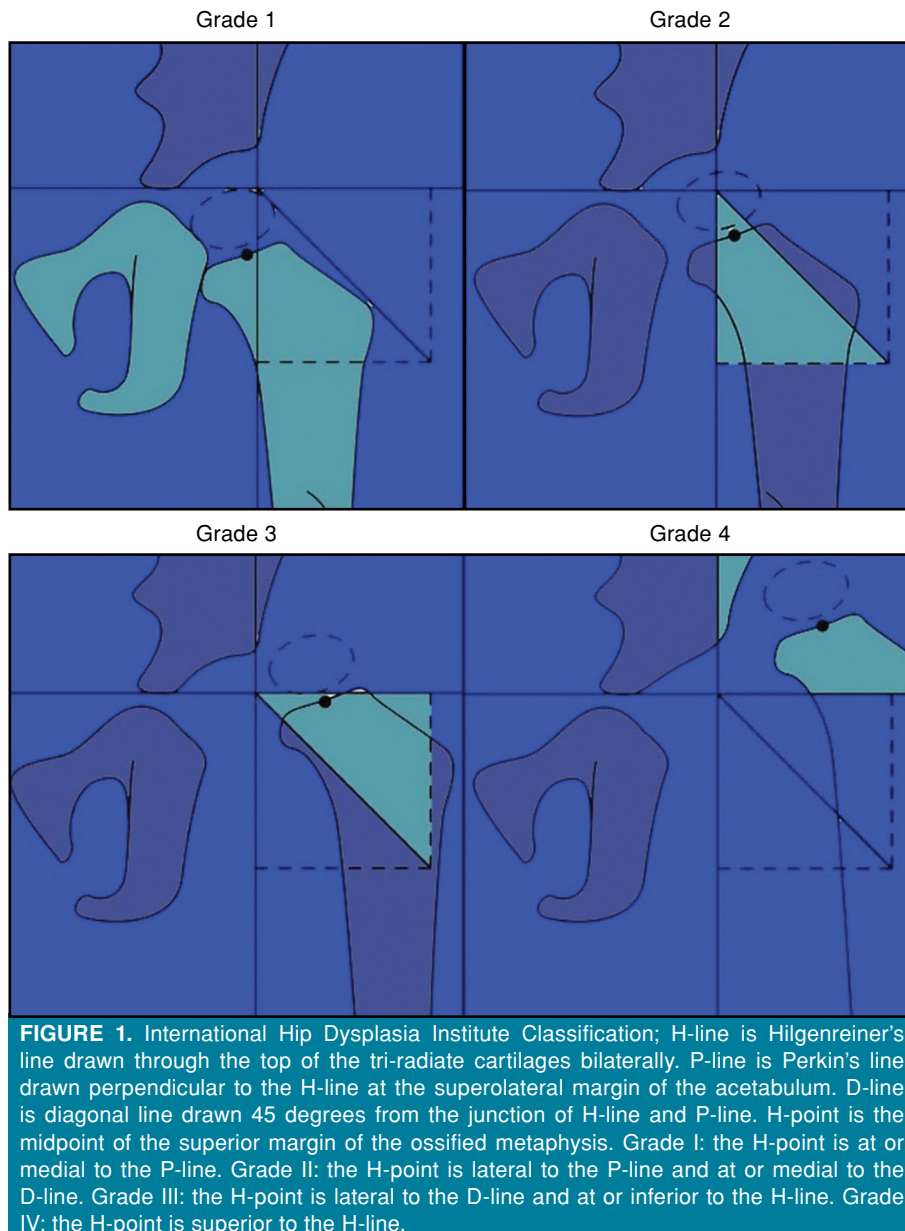 Grade 1
Grade 2
Grade 3
Grade 4
FIGURE 1. International Hip Dysplasia Institute Classification; H-line is Hilgenreiner's
line drawn through the top of the tri-radiate cartilages bilaterally. P-line is Perkin's line
drawn perpendicular to the H-line at the superolateral margin of the acetabulum. D-line
is diagonal line drawn 45 degrees from the junction of H-line and P-line. H-point is the
midpoint of the superior margin of the ossified metaphysis. Grade I: the H-point is at or
medial to the P-line. Grade II: the H-point is lateral to the P-line and at or medial to the
D-line. Grade III: the H-point is lateral to the D-line and at or inferior to the H-line. Grade
IV: the H-point is superior to the H-line.